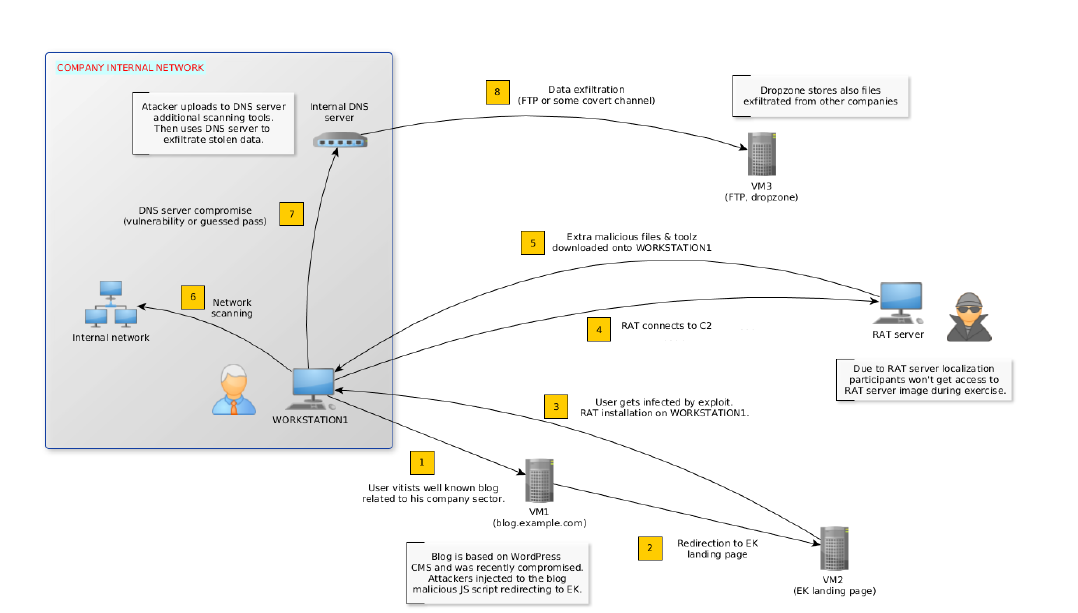 COMPANY INTERNAL NETWORK
Atacker uploads to DNS server
additional scanning tools.
Then uses DNS server to
exfiltrate stolen data.
Internal DNS
server
8
Data exfiltration
(FTP or some covert channel)
Dropzone stores also files
exfiltrated from other companies
VM3
(FTP, dropzone)
DNS server compromise
(vulnerability or guessed pass)
7
5
Extra malicious files & toolz
downloaded onto WORKSTATION1
6
Network
scanning
Internal network
4
RAT connects to C2
RAT server
Due to RAT server localization
participants won't get access to
RAT server image during exercise.
WORKSTATION1
3
User gets infected by exploit.
RAT installation on WORKSTATION1.
1
User vitists well known blog
related to his company sector.
VM1
(blog.example.com)
2
Redirection to EK
landing page
Blog is based on WordPress
CMS and was recently compromised.
Attackers injected to the blog
malicious JS script redirecting to EK.
VM2
(EK landing page)